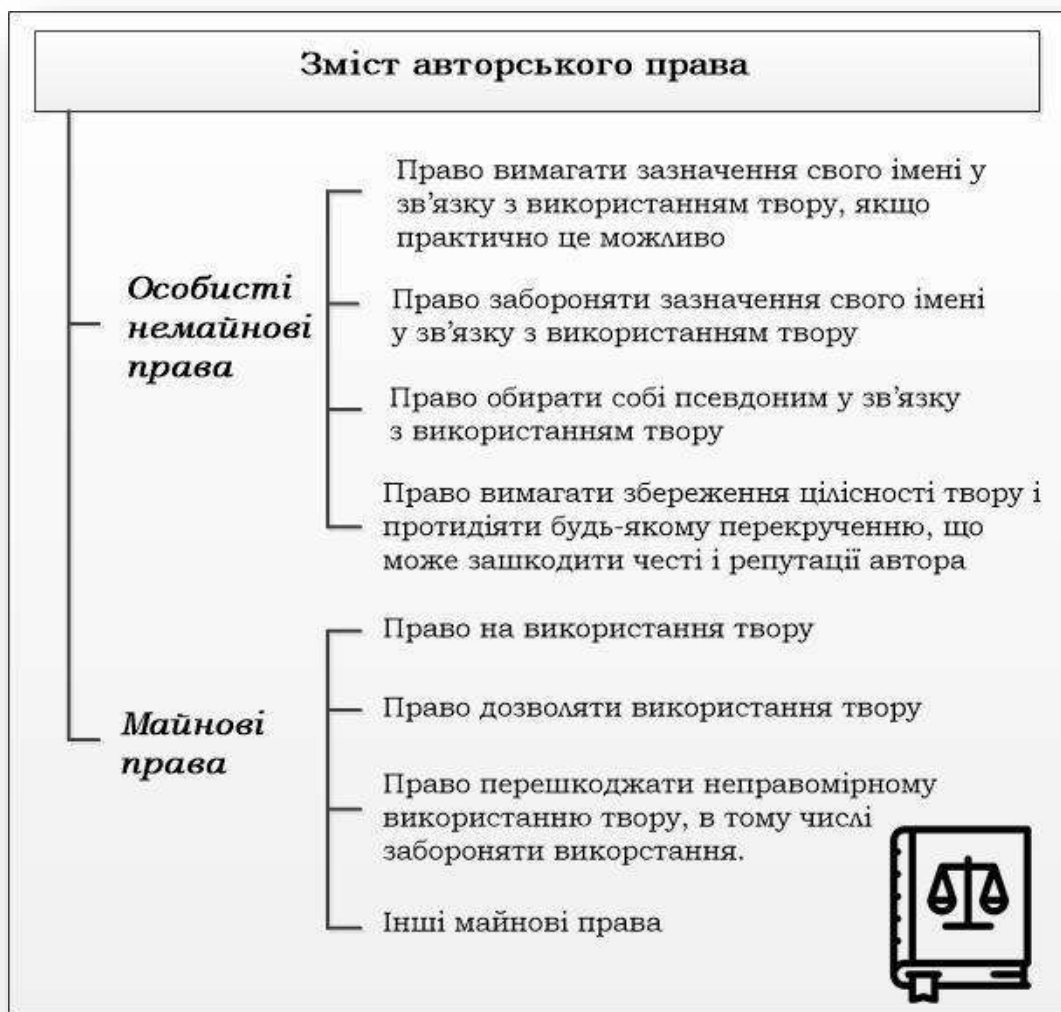 Зміст авторського права
Особисті
немайнові
права
Право вимагати зазначення свого імені у
зв’язку з використанням твору, якщо
практично це можливо
Право забороняти зазначення свого імені
у зв’язку з використанням твору
Право обирати собі псевдоним у зв’язку
з використанням твору
Право вимагати збереження цілісності твору і
протидіяти будь-якому перекрученню, що
може зашкодити честі і репутації автора
Майнові
права
Право на використання твору
Право дозволяти використання твору
Право перешкоджати неправомірному
використанню твору, в тому числі
забороняти викорстання.
Інші майнові права